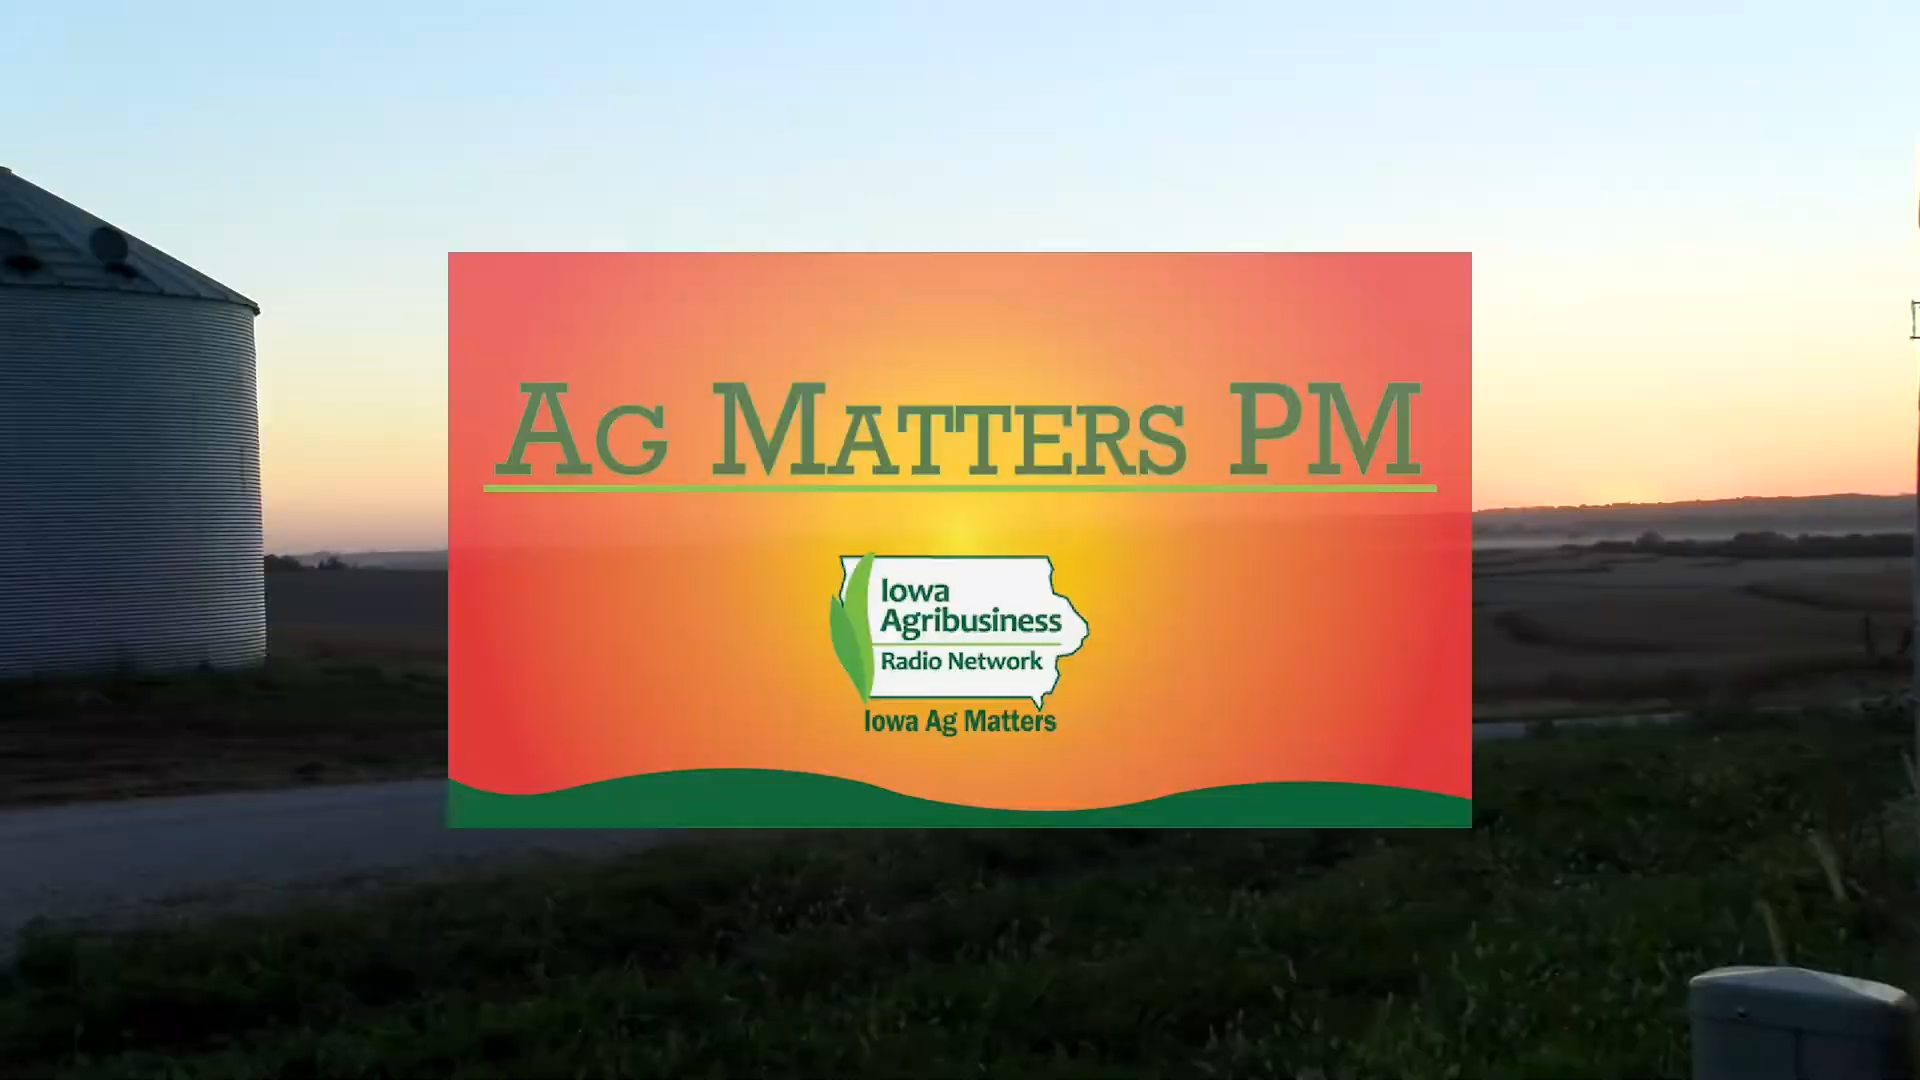 AG MATTERS PM
Iowa
Agribusiness
Radio Network
Iowa Ag Matters